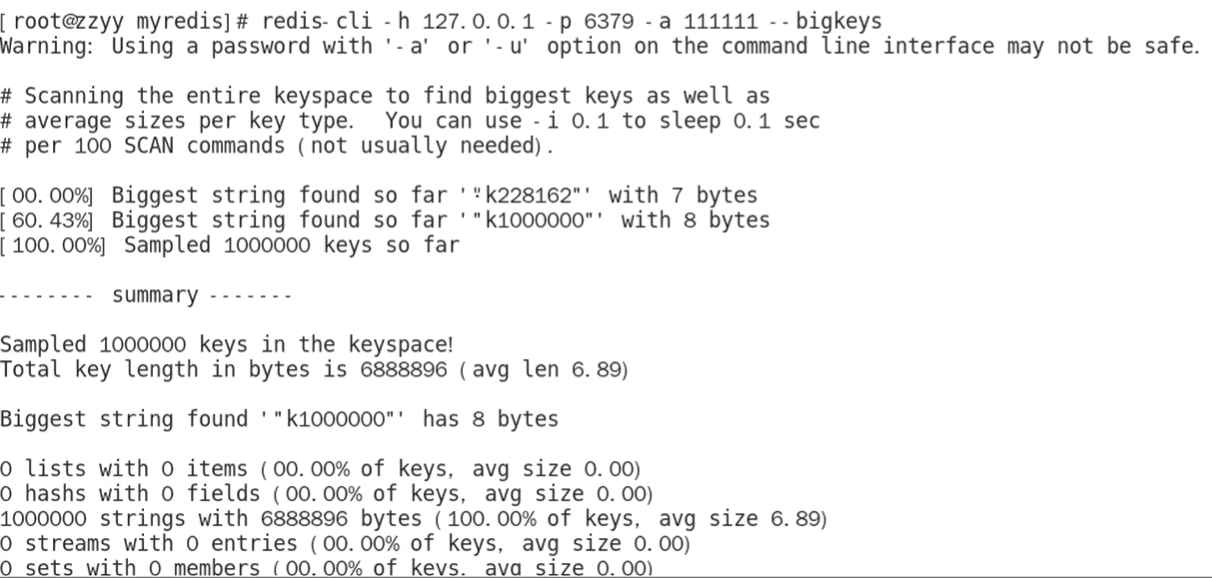 [root@zzyy myredis]# redis-cli -h 127.0.0.1 -p 6379 -a 111111 --bigkeys
Warning: Using a password with '-a' or '-u' option on the command line interface may not be safe.
# Scanning the entire keyspace to find biggest keys as well as
# average sizes per key type.  You can use -i 0.1 to sleep 0.1 sec
# per 100 SCAN commands (not usually needed).
[00.00%] Biggest string found so far '"k228162"' with 7 bytes
[60.43%] Biggest string found so far '"k1000000"' with 8 bytes
[100.00%] Sampled 1000000 keys so far
-------- summary -------
Sampled 1000000 keys in the keyspace!
Total key length in bytes is 6888896 (avg len 6.89)
Biggest string found '"k1000000"' has 8 bytes
0 lists with 0 items (00.00% of keys, avg size 0.00)
0 hashs with 0 fields (00.00% of keys, avg size 0.00)
1000000 strings with 6888896 bytes (100.00% of keys, avg size 6.89)
0 streams with 0 entries (00.00% of keys, avg size 0.00)
0 sets with 0 members (00.00% of keys, avg size 0.00)